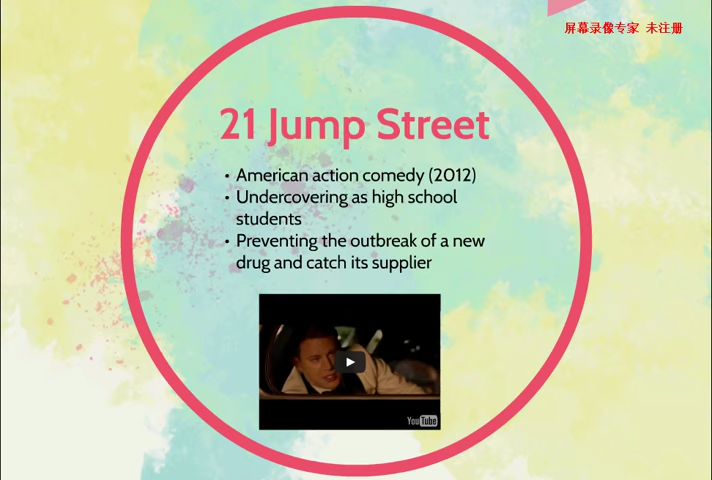 屏幕录像专家 未注册
21 Jump Street
• American action comedy (2012)
• Undercovering as high school
students
• Preventing the outbreak of a new
drug and catch its supplier
YouTube